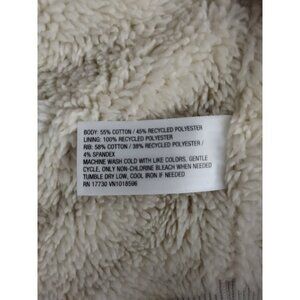 BODY: 55% COTTON / 45% RECYCLED POLYESTER
LINING: 100% RECYCLED POLYESTER
RIB: 58% COTTON / 38% RECYCLED POLYESTER /
4% SPANDEX
MACHINE WASH COLD WITH LIKE COLORS, GENTLE
CYCLE, ONLY NON-CHLORINE BLEACH WHEN NEEDED
TUMBLE DRY LOW, COOL IRON IF NEEDED
RN 17730 VN1018596